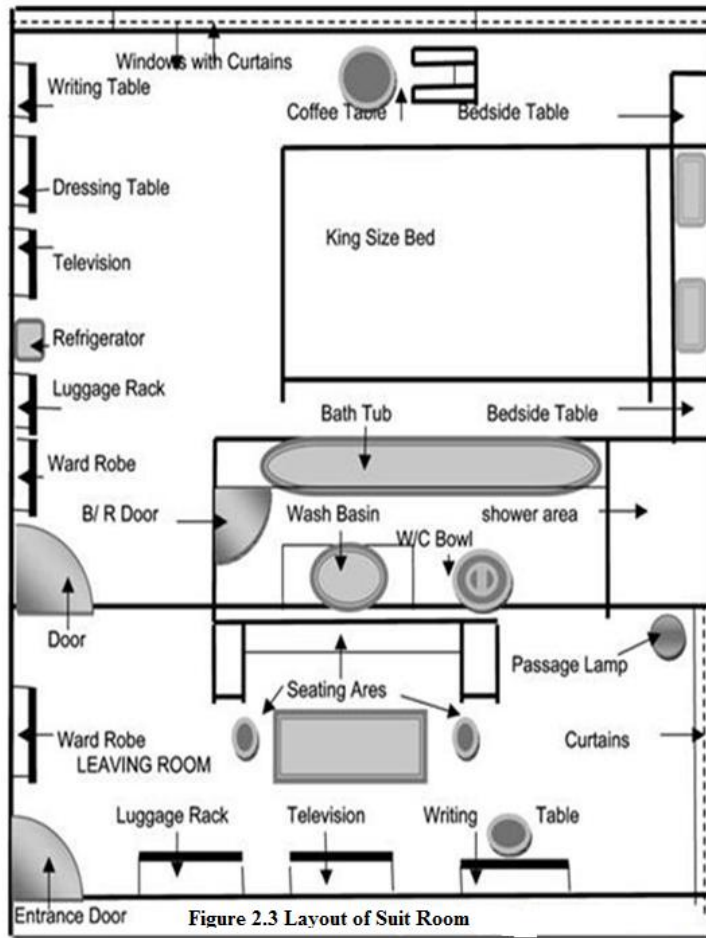 Windows with Curtains
Writing Table
Coffee Table
Bedside Table
Dressing Table
King Size Bed
Television
Refrigerator
Luggage Rack
Bath Tub
Bedside Table
Ward Robe
B/ R Door
Wash Basin
shower area
W/C Bowl
Door
Passage Lamp
Seating Ares
Ward Robe
Curtains
LEAVING ROOM
Luggage Rack
Television
Writing Table
Entrance Door
Figure 2.3 Layout of Suit Room